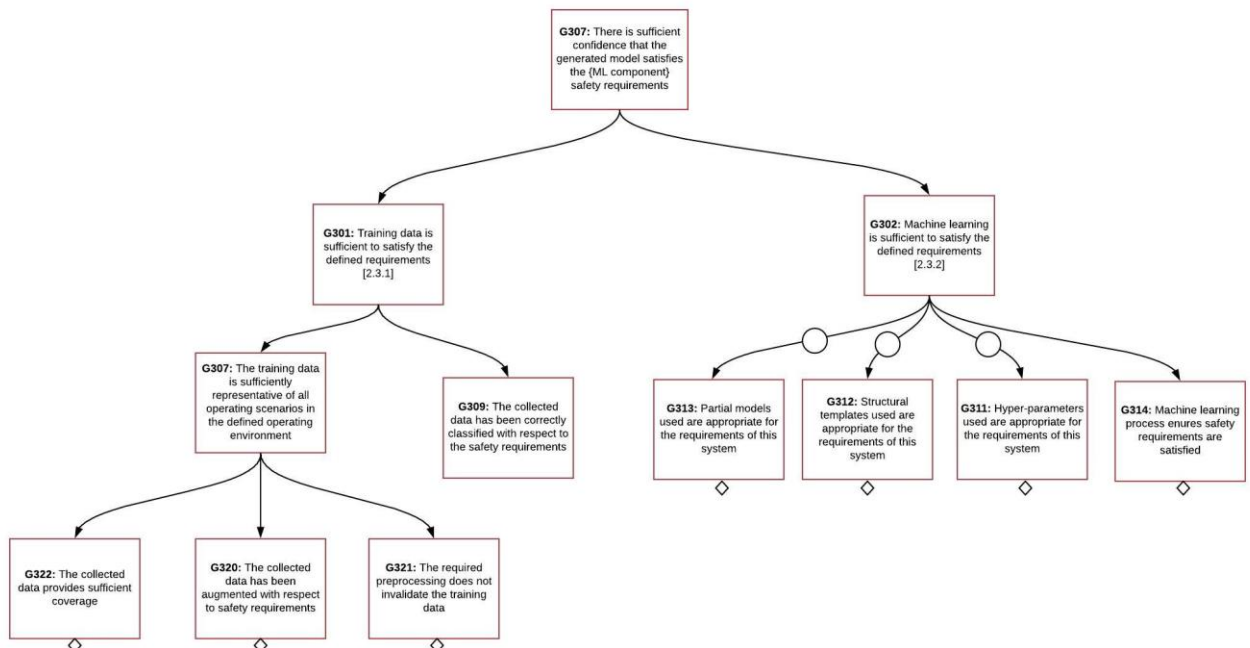 G307: There is sufficient
confidence that the
generated model satisfies
the {ML component}
safety requirements
G301: Training data is
sufficient to satisfy the
defined requirements
[2.3.1]
G302: Machine learning
is sufficient to satisfy the
defined requirements
[2.3.2]
G307: The training data
is sufficiently
representative of all
operating scenarios in
the defined operating
environment
G309: The collected
data has been correctly
classified with respect to
the safety requirements
G313: Partial models
used are appropriate for
the requirements of this
system
G312: Structural
templates used are
appropriate for the
requirements of this
system
G311: Hyper-parameters
used are appropriate for
the requirements of this
system
G314: Machine learning
process enures safety
requirements are
satisfied
G322: The collected
data provides sufficient
coverage
G320: The collected
data has been
augmented with respect
to safety requirements
G321: The required
preprocessing does not
invalidate the training
data